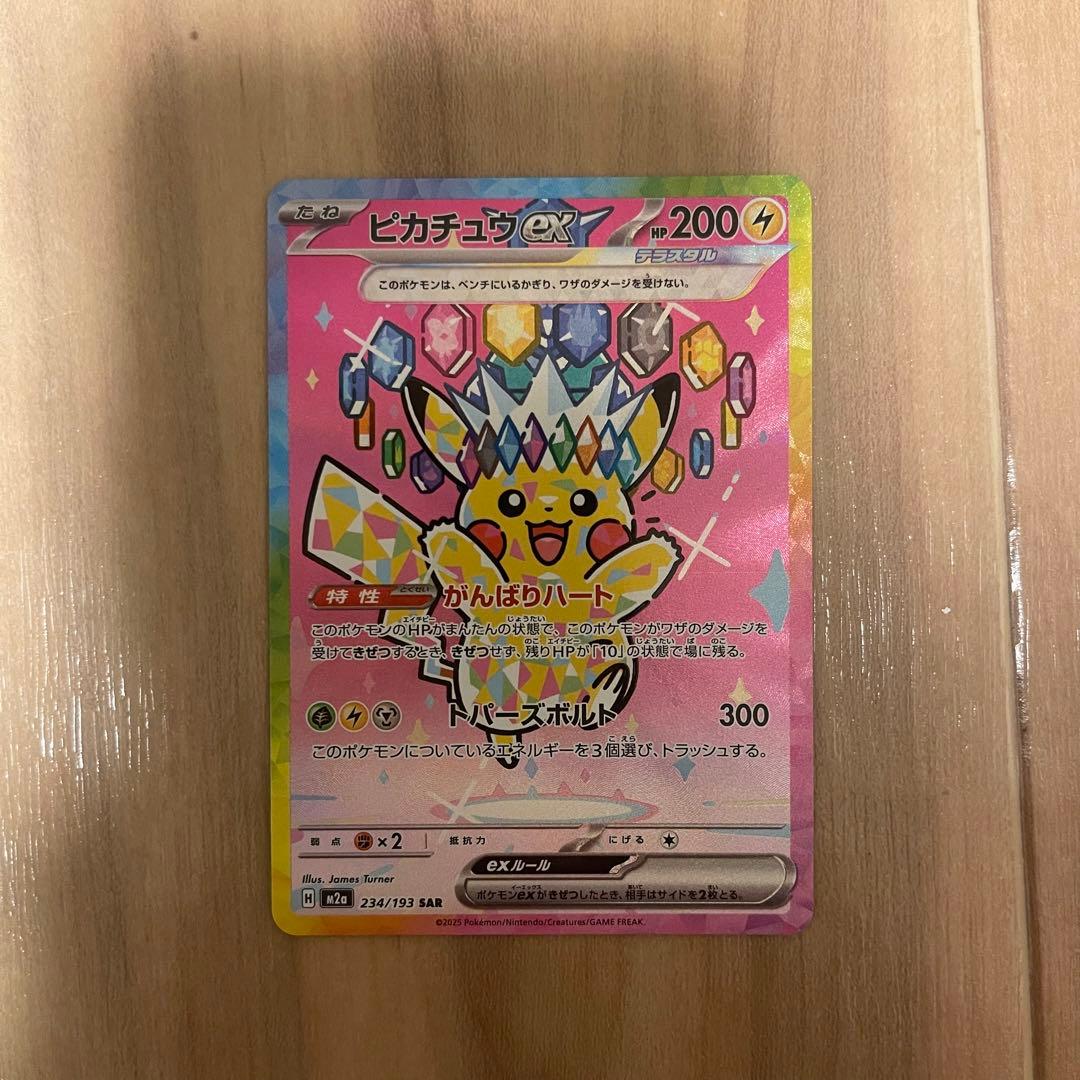 たね ピカチュウex HP200
テラスタル
このポケモンは、ベンチにいるかぎり、ワザのダメージを受けない。
特性 とくせい がんばりハート
このポケモンのHPがまんたんの状態で、このポケモンがワザのダメージを
受けてきぜつするとき、きぜつせず、残りHPが「10」の状態で場に残る。
トパーズボルト 300
このポケモンについているエネルギーを3個選び、トラッシュする。
弱点 ×2 抵抗力 にげる
exルール
ポケモンexがきぜつしたとき、相手はサイドを2枚とる。
Illus. James Turner
H M2a 234/193 SAR
©2025 Pokémon/Nintendo/Creatures/GAME FREAK.